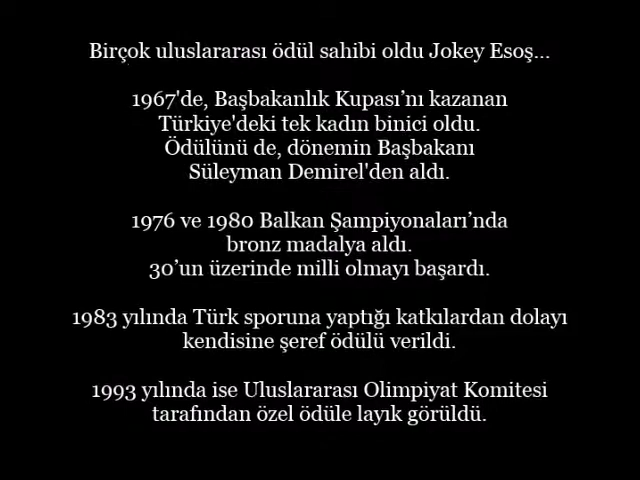 Birçok uluslararası ödül sahibi oldu Jokey Esoş...
1967'de, Başbakanlık Kupası’nı kazanan
Türkiye'deki tek kadın binici oldu.
Ödülünü de, dönemin Başbakanı
Süleyman Demirel'den aldı.
1976 ve 1980 Balkan Şampiyonaları’nda
bronz madalya aldı.
30’un üzerinde milli olmayı başardı.
1983 yılında Türk sporuna yaptığı katkılardan dolayı
kendisine şeref ödülü verildi.
1993 yılında ise Uluslararası Olimpiyat Komitesi
tarafından özel ödüle layık görüldü.